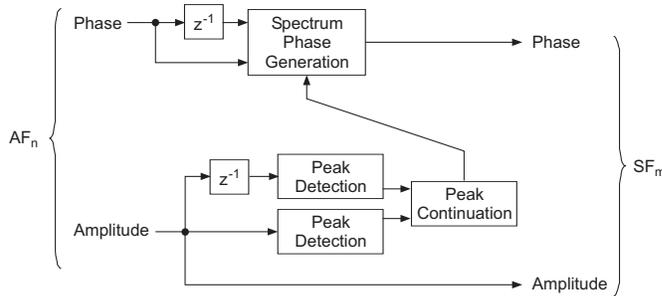 Phase
z-1
Spectrum
Phase
Generation
Phase
AFn
SFm
z-1
Peak
Detection
Peak
Continuation
Amplitude
Peak
Detection
Amplitude